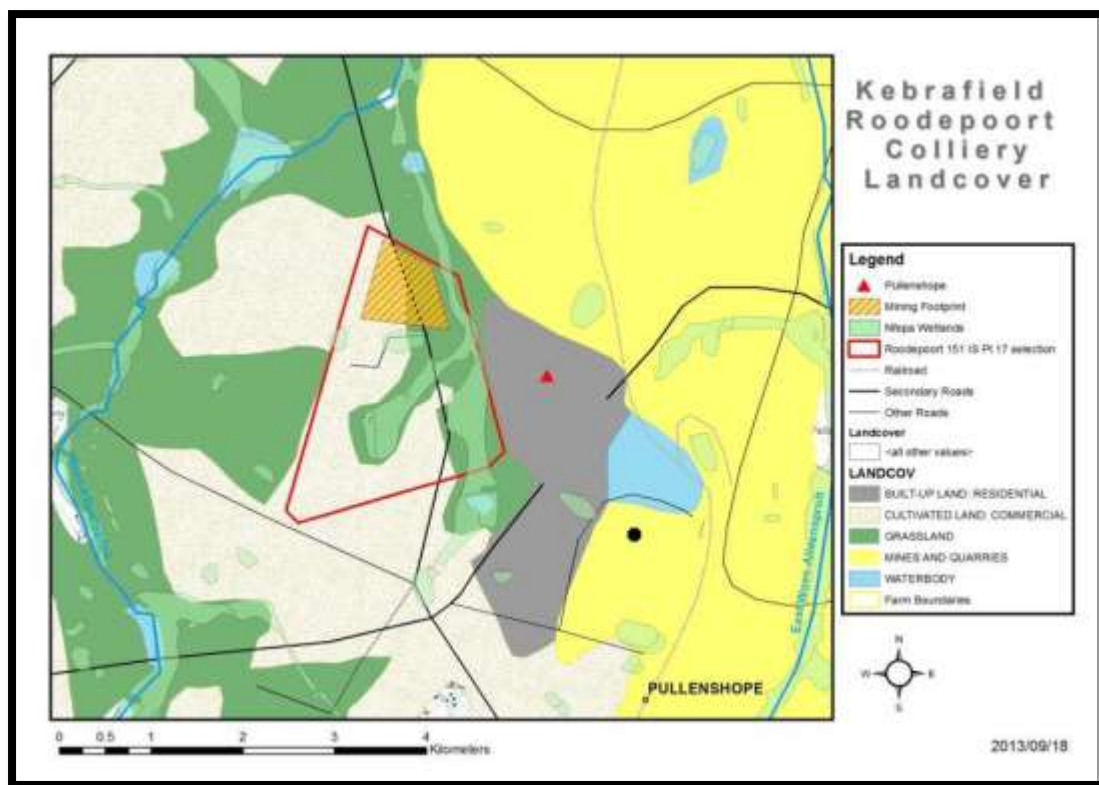 Kebrafield
Roodepoort
Colliery
Landcover
Legend
Pullenshope
Mining Footprint
Nfepa Wetlands
Roodepoort 151 IS Pt 17 selection
Railroad
Secondary Roads
Other Roads
Landcover
<all other values>
LANDCOV
BUILT-UP LAND: RESIDENTIAL
CULTIVATED LAND: COMMERCIAL
GRASSLAND
MINES AND QUARRIES
WATERBODY
Farm Boundaries
PULLENSHOPE
N
W
E
S
0 0.5 1 2 3 4
Kilometers
2013/09/18